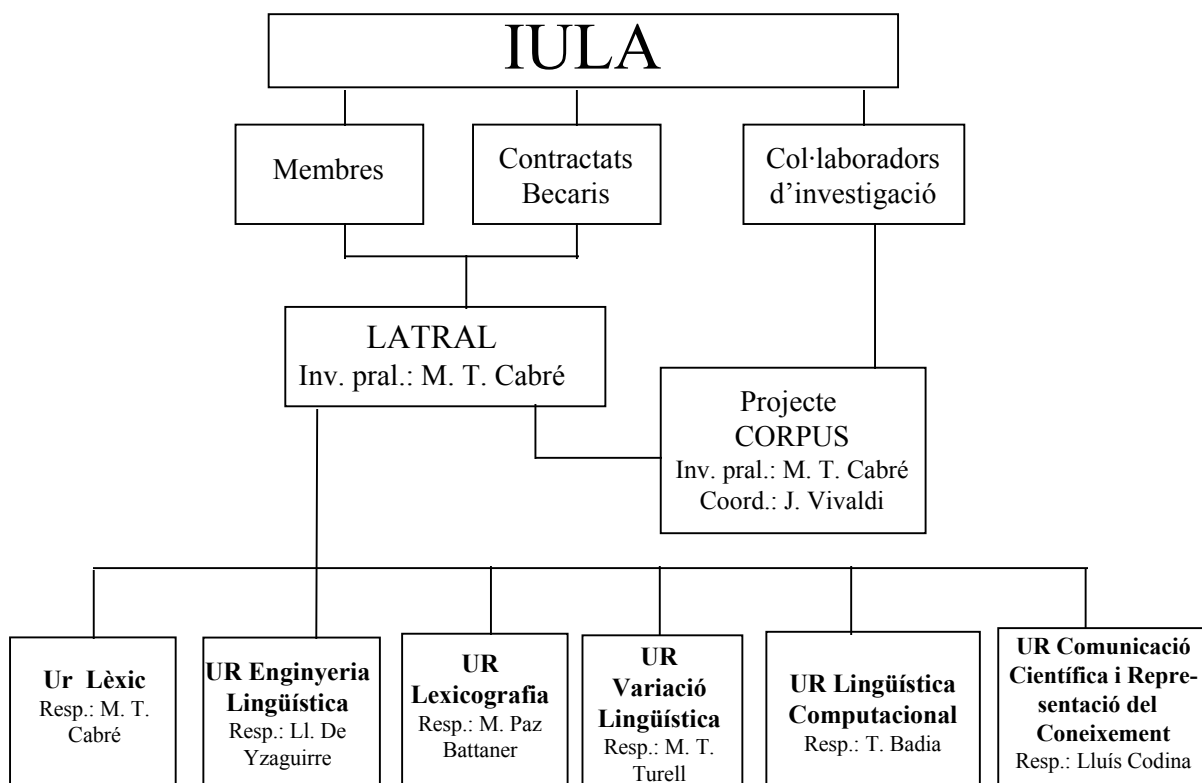 IULA
Membres
Contractats
Becaris
Col·laboradors
d’investigació
LATRAL
Inv. pral.: M. T. Cabré
Projecte
CORPUS
Inv. pral.: M. T. Cabré
Coord.: J. Vivaldi
Ur Lèxic
Resp.: M. T.
Cabré
UR Enginyeria
Lingüística
Resp.: Ll. De
Yzaguirre
UR
Lexicografia
Resp.: M. Paz
Battaner
UR
Variació
Lingüística
Resp.: M. T.
Turell
UR Lingüística
Computacional
Resp.: T. Badia
UR Comunicació
Científica i Repre-
sentació del
Coneixement
Resp.: Lluís Codina